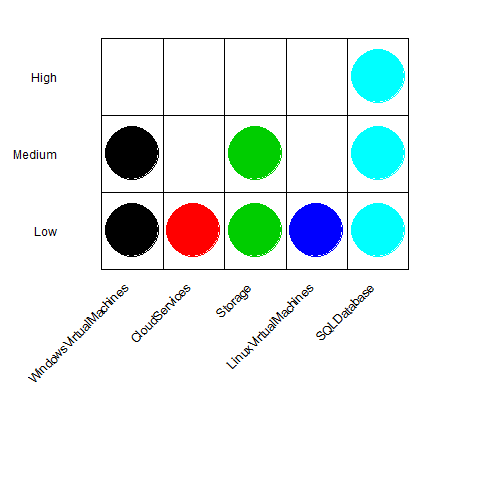 High
Medium
Low
WindowsVirtualMachines
CloudServices
Storage
LinuxVirtualMachines
SQLDatabase